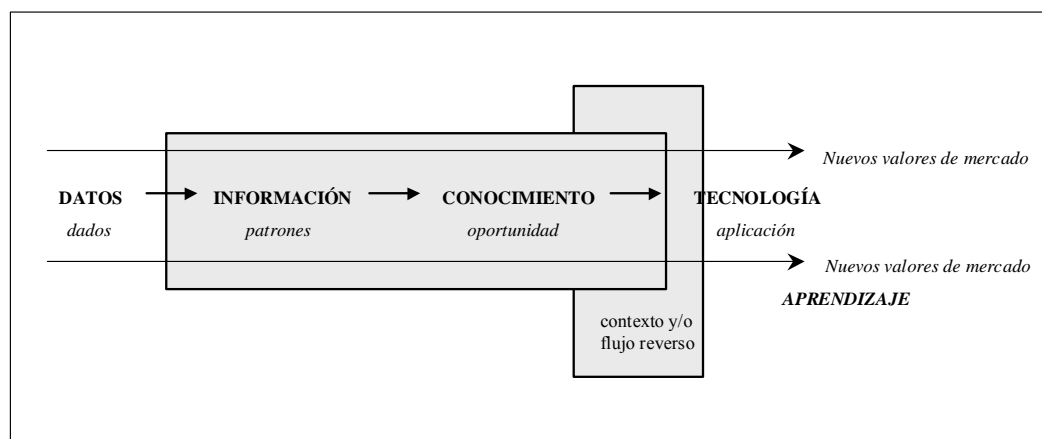 Nuevos valores de mercado
DATOS INFORMACIÓN CONOCIMIENTO TECNOLOGÍA
dados patrones oportunidad aplicación
Nuevos valores de mercado
APRENDIZAJE
contexto y/o
flujo reverso